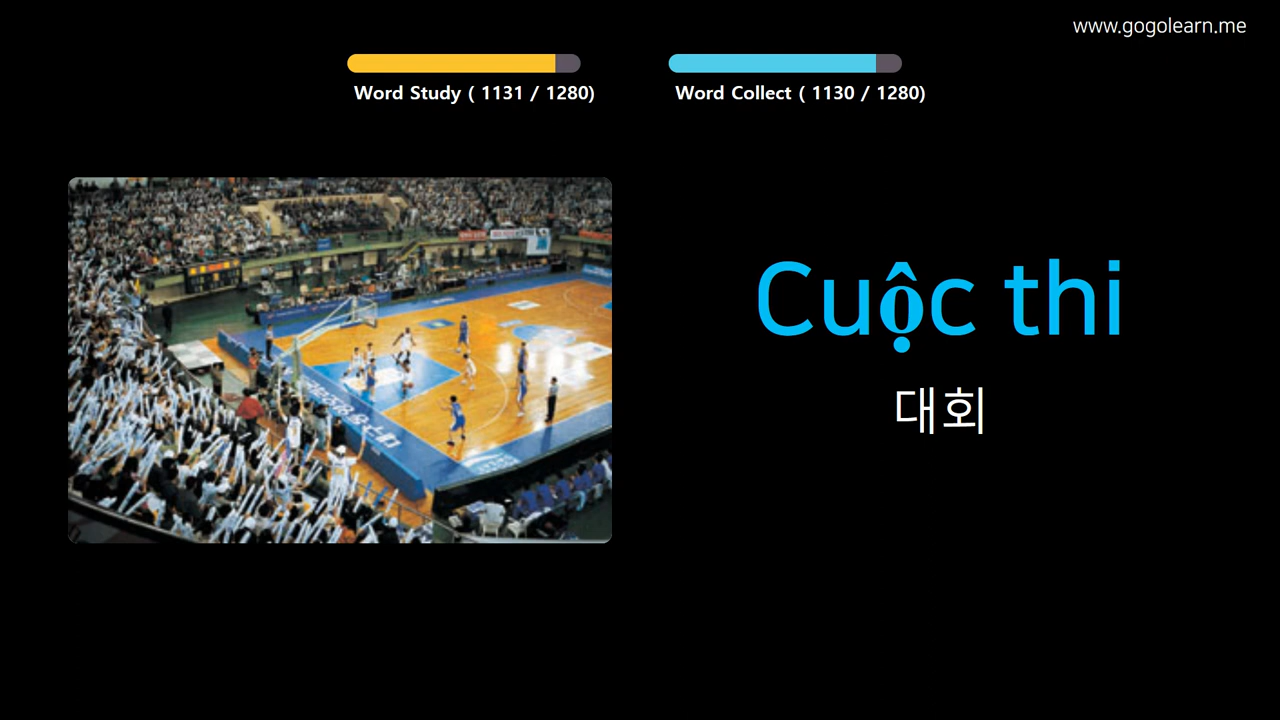 www.gogolearn.me
Word Study ( 1131 / 1280)
Word Collect ( 1130 / 1280)
Cuộc thi
대회